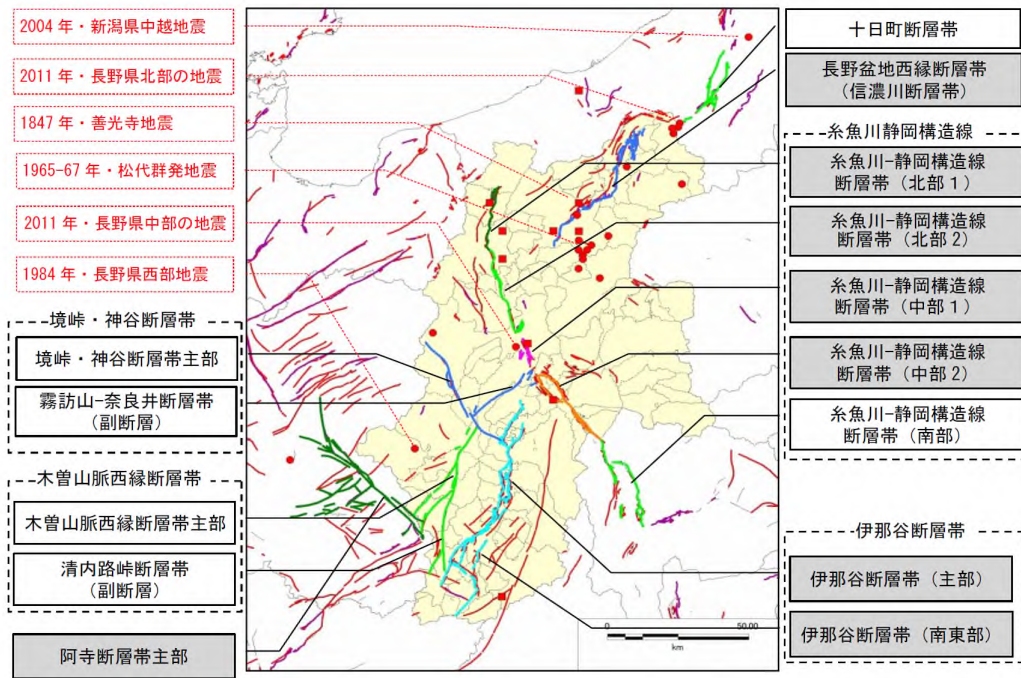 2004 年・新潟県中越地震
2011 年・長野県北部の地震
1847 年・善光寺地震
1965-67 年・松代群発地震
2011 年・長野県中部の地震
1984 年・長野県西部地震
境峠・神谷断層帯
境峠・神谷断層帯主部
霧訪山−奈良井断層帯
(副断層)
木曽山脈西縁断層帯
木曽山脈西縁断層帯主部
清内路峠断層帯
(副断層)
阿寺断層帯主部
十日町断層帯
長野盆地西縁断層帯
(信濃川断層帯)
糸魚川静岡構造線
糸魚川−静岡構造線
断層帯(北部1)
糸魚川−静岡構造線
断層帯(北部2)
糸魚川−静岡構造線
断層帯(中部1)
糸魚川−静岡構造線
断層帯(中部2)
糸魚川−静岡構造線
断層帯(南部)
伊那谷断層帯
伊那谷断層帯(主部)
伊那谷断層帯(南東部)
0 50.00
km